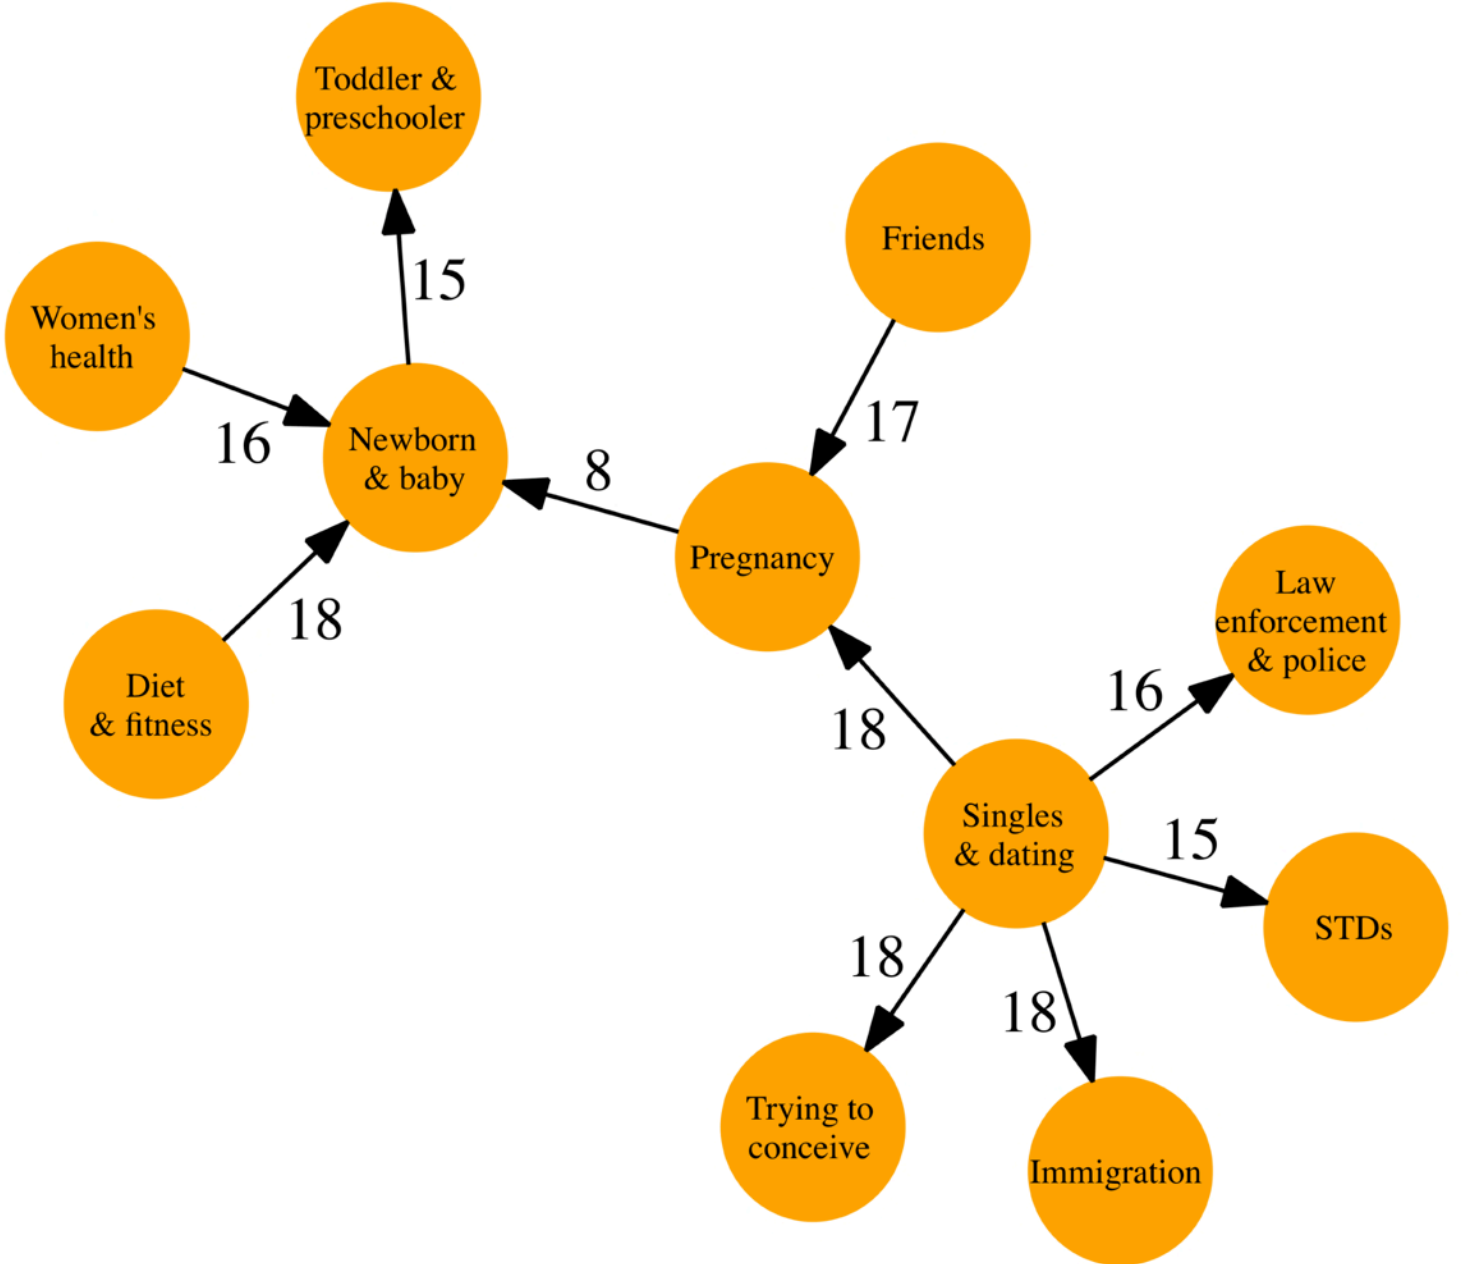 Toddler &
preschooler
Friends
15
Women's
health
16
17
Newborn
& baby
8
Pregnancy
Law
enforcement
& police
18
16
Diet
& fitness
18
Singles
& dating
15
STDs
18
18
Trying to
conceive
Immigration